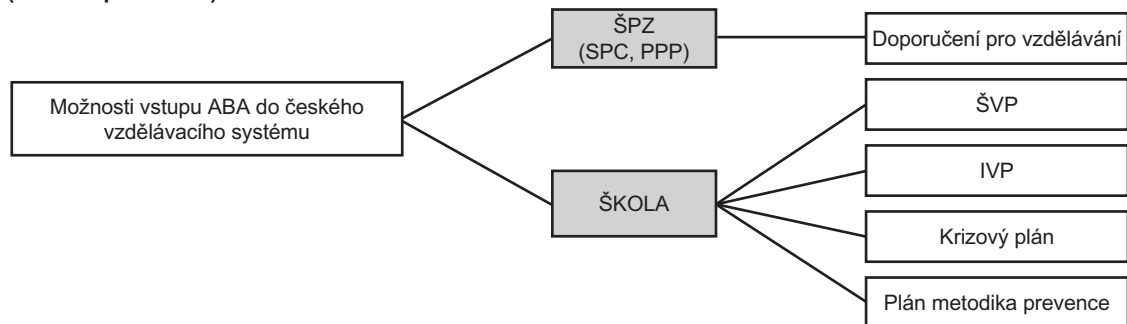 ŠPZ
(SPC, PPP)
Doporučení pro vzdělávání
Možnosti vstupu ABA do českého
vzdělávacího systému
ŠVP
IVP
ŠKOLA
Krizový plán
Plán metodika prevence